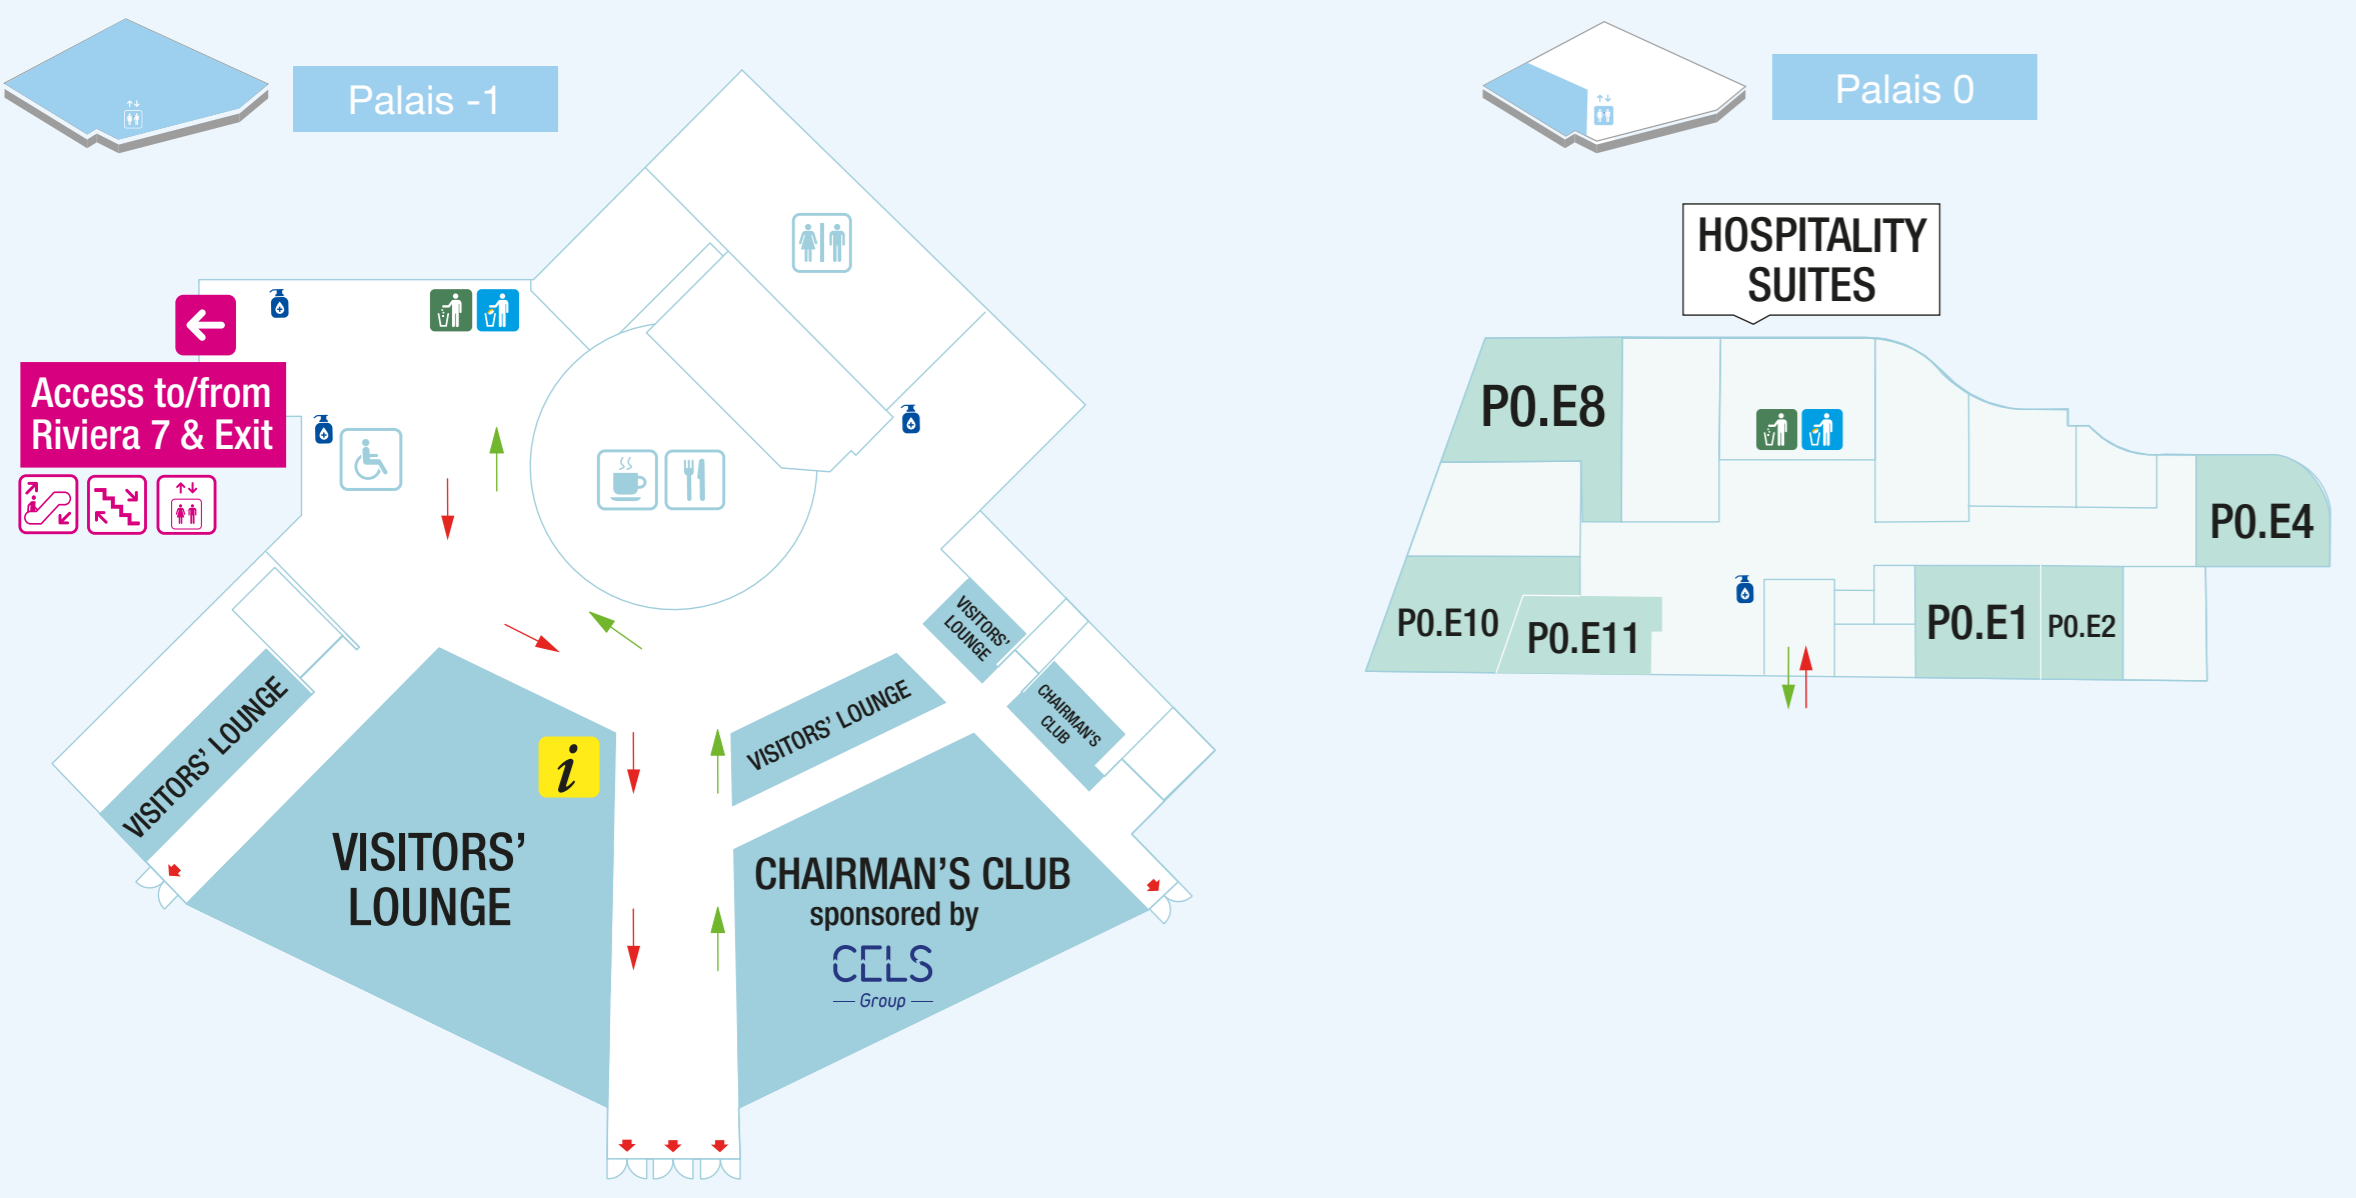 Palais -1
Palais 0
HOSPITALITY
SUITES
Access to/from
Riviera 7 & Exit
P0.E8
P0.E4
P0.E10
P0.E11
P0.E1
P0.E2
VISITORS'
LOUNGE
VISITORS' LOUNGE
CHAIRMAN'S
CLUB
VISITORS' LOUNGE
i
VISITORS'
LOUNGE
CHAIRMAN'S CLUB
sponsored by
CELS
Group